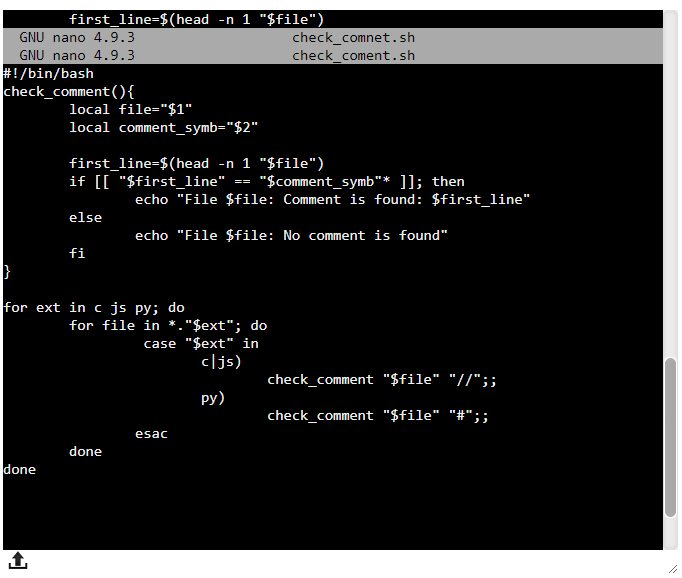 first_line=$(head -n 1 "$file")
  GNU nano 4.9.3                   check_comnet.sh
  GNU nano 4.9.3                   check_coment.sh
#!/bin/bash
check_comment(){
        local file="$1"
        local comment_symb="$2"

        first_line=$(head -n 1 "$file")
        if [[ "$first_line" == "$comment_symb"* ]]; then
                echo "File $file: Comment is found: $first_line"
        else
                echo "File $file: No comment is found"
        fi
}

for ext in c js py; do
        for file in *."$ext"; do
                 case "$ext" in
                        c|js)
                                check_comment "$file" "//";;
                        py)
                                check_comment "$file" "#";;
                esac
        done
done